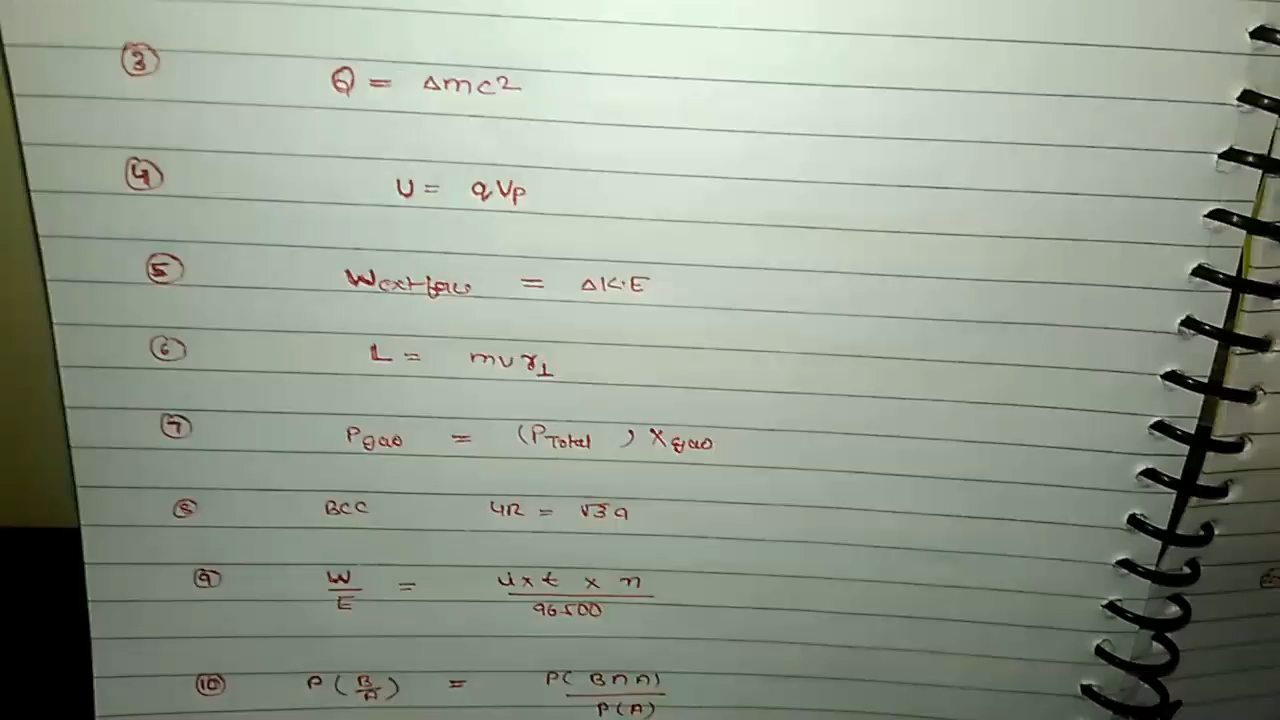 ③ Q = Δmc2
④ U = qVp
⑤ Wext force = ΔK.E
⑥ L = mvr⊥
⑦ Pgas = (PTotal) Xgas
⑧ BCC 4R = √3a
⑨ W/E = i x t x n / 96500
⑩ P(B/A) = P(B∩A) / P(A)